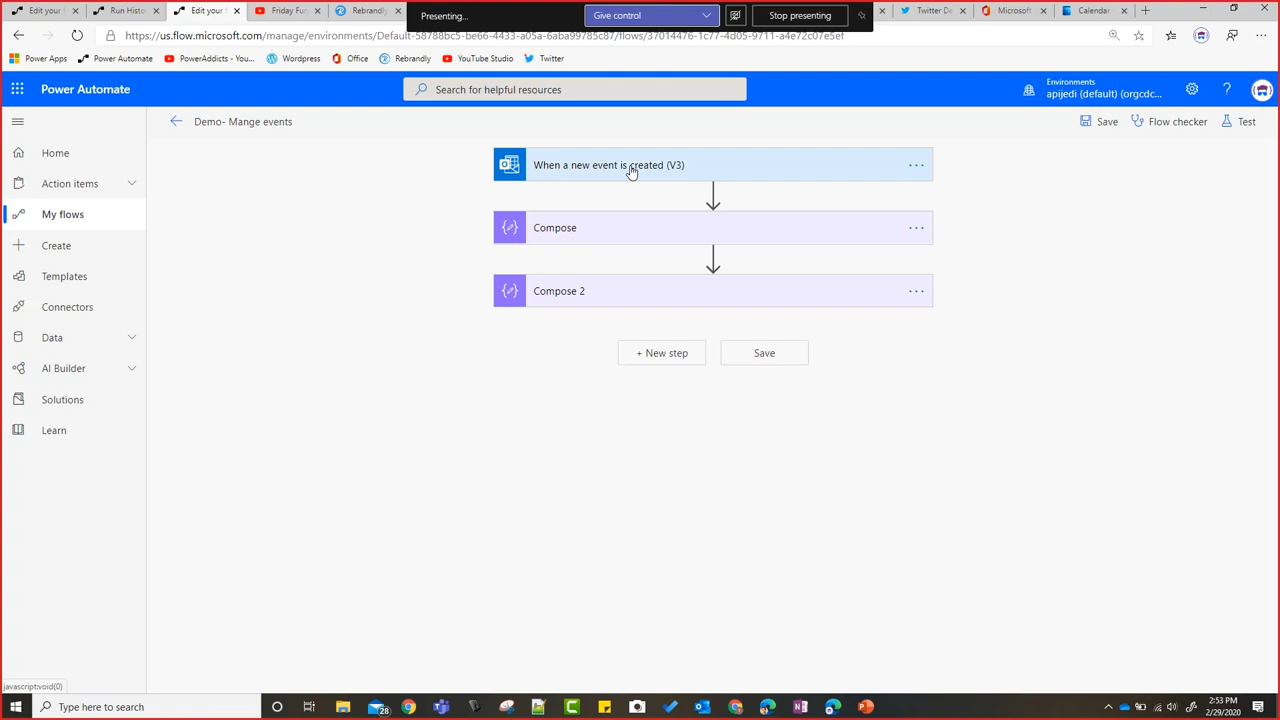 Edit your f
Run Histo
Edit your f
Friday Fun
Rebrandly
Presenting...
Give control
Stop presenting
Twitter De
Microsoft
Calendar -
https://us.flow.microsoft.com/manage/environments/Default-58788bc5-be66-4433-a05a-6aba99785c87/flows/37014476-1c77-4d05-9711-a4e72c07e5ef
Power Apps
Power Automate
PowerAddicts - You...
Wordpress
Office
Rebrandly
YouTube Studio
Twitter
Power Automate
Search for helpful resources
Environments
apijedi (default) (orgcdc...
Demo- Mange events
Save
Flow checker
Test
Home
Action items
My flows
Create
Templates
Connectors
Data
AI Builder
Solutions
Learn
When a new event is created (V3)
Compose
Compose 2
+ New step
Save
javascript:void(0)
Type here to search
28
2:53 PM
2/29/2020